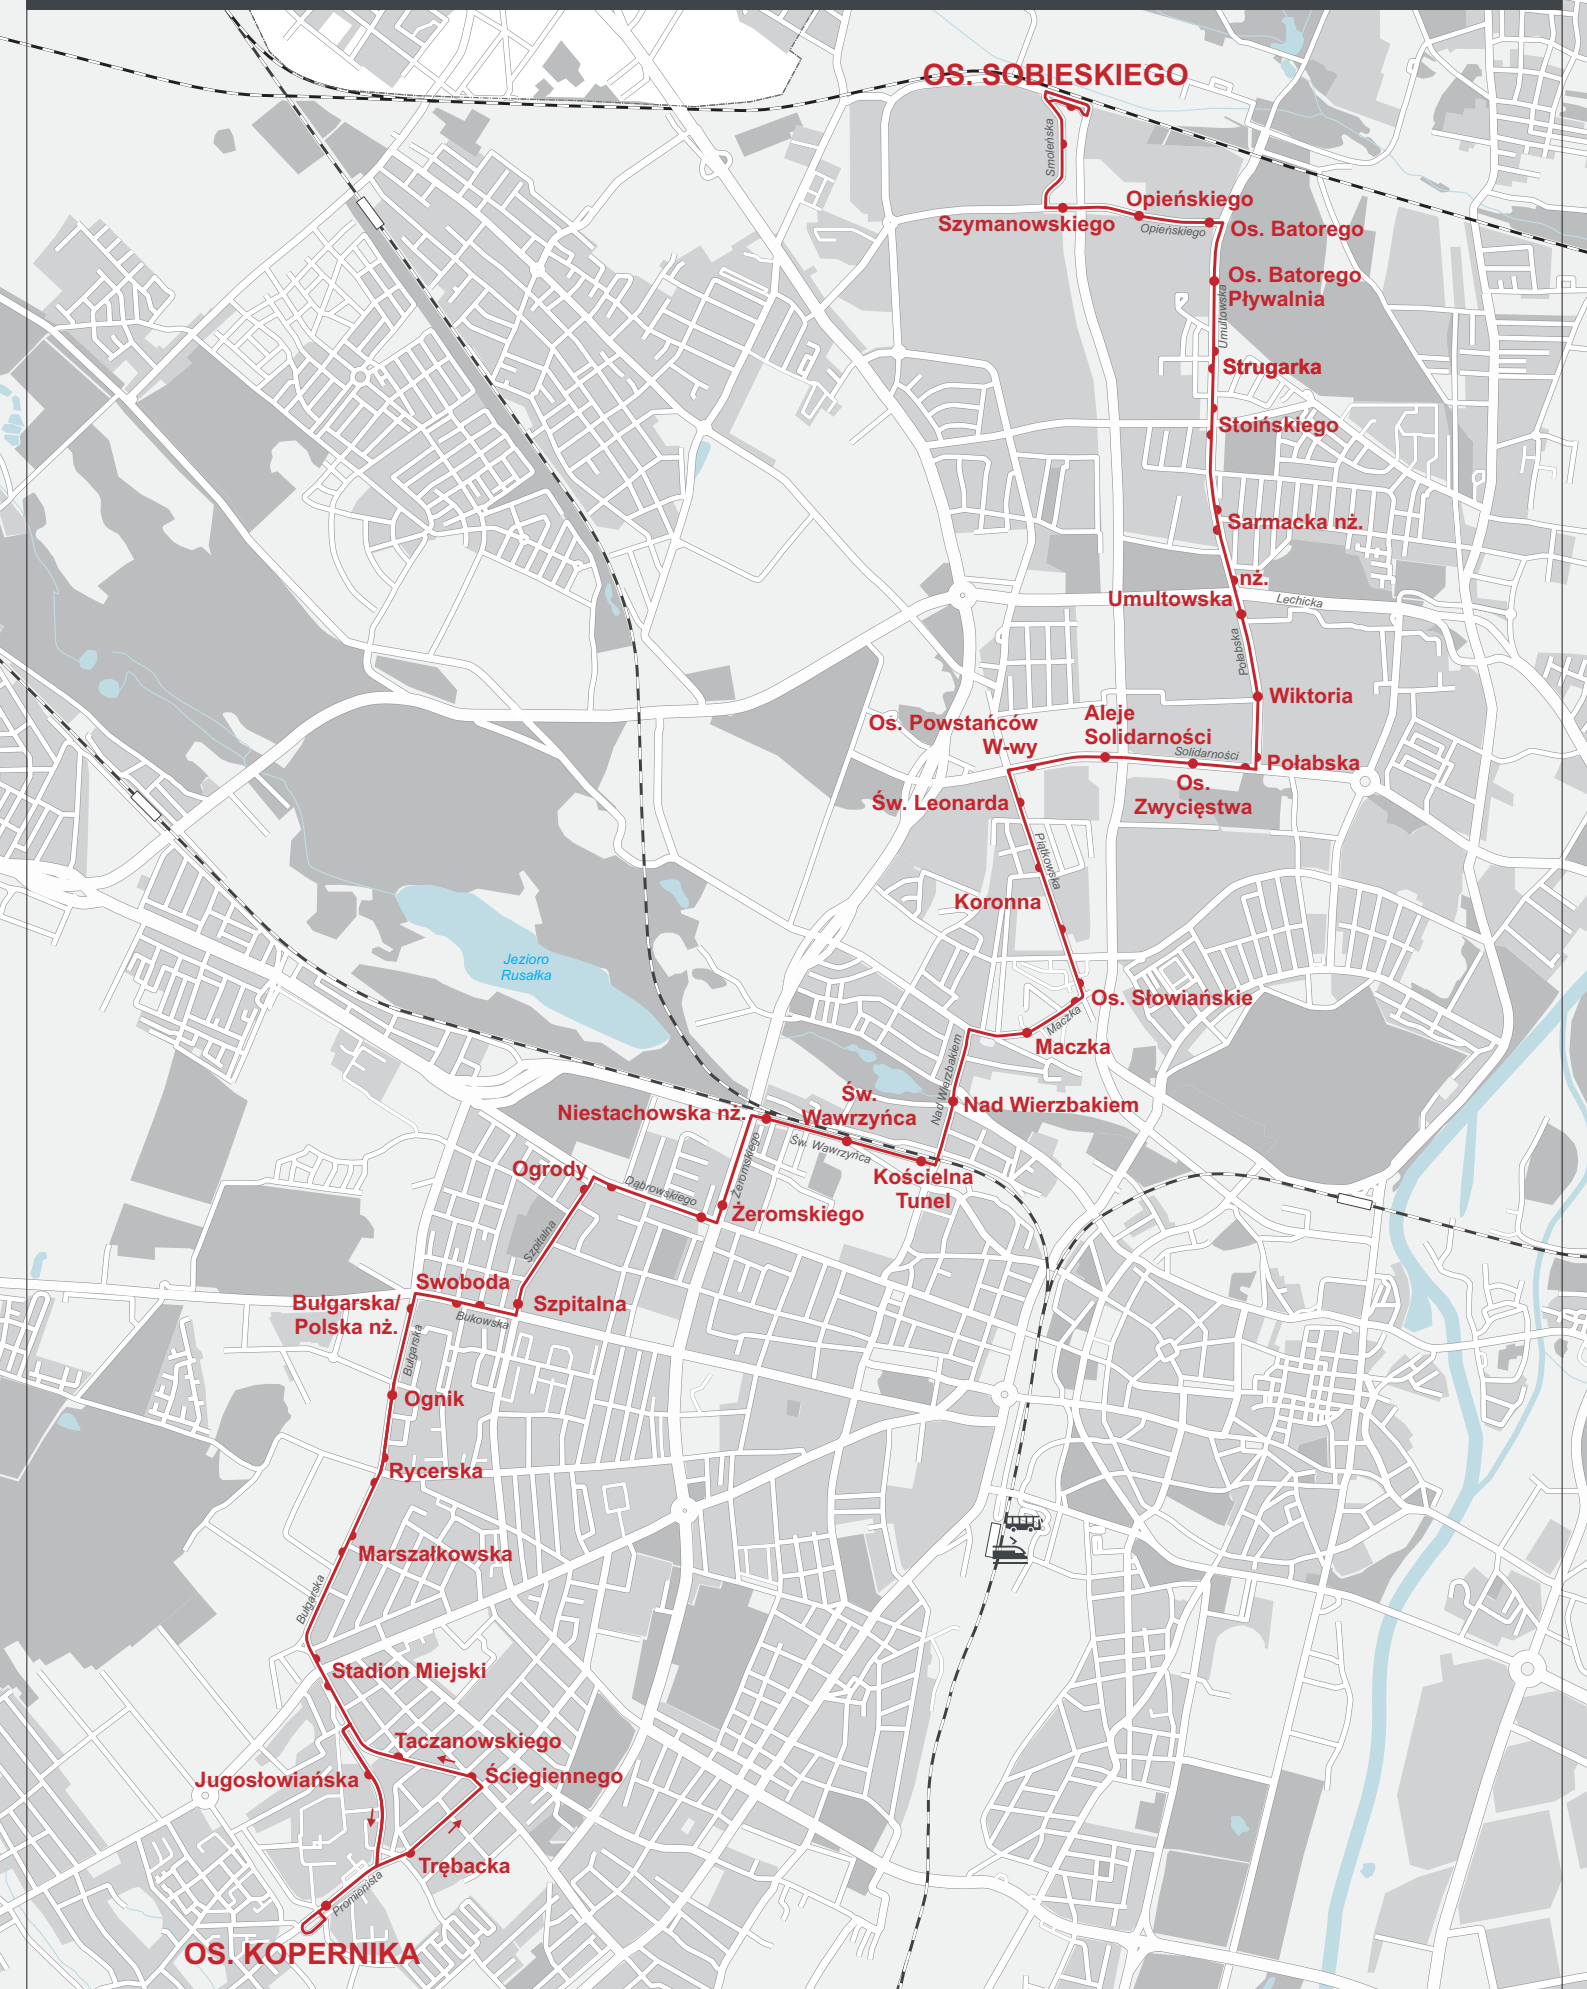 OS. SOBIESKIEGO
Smoleńska
Opieńskiego
Szymanowskiego
Opieńskiego
Os. Batorego
Os. Batorego
Pływalnia
Umultowska
Strugarka
Stoińskiego
Sarmacka nż.
nż.
Umultowska
Lechicka
Połabska
Wiktoria
Os. Powstańców
W-wy
Aleje
Solidarności
Solidarności
Połabska
Os.
Zwycięstwa
Św. Leonarda
Piątkowska
Koronna
Jezioro
Rusałka
Os. Słowiańskie
Maczka
Maczka
Nad Wierzbakiem
Nad Wierzbakiem
Św.
Wawrzyńca
Niestachowska nż.
Św. Wawrzyńca
Żeromskiego
Kościelna
Tunel
Ogrody
Dąbrowskiego
Żeromskiego
Szpitalna
Swoboda
Szpitalna
Bułgarska/
Polska nż.
Bukowska
Bułgarska
Ognik
Rycerska
Marszałkowska
Bułgarska
Stadion Miejski
Taczanowskiego
Jugosłowiańska
Ściegiennego
Trębacka
Promienista
OS. KOPERNIKA